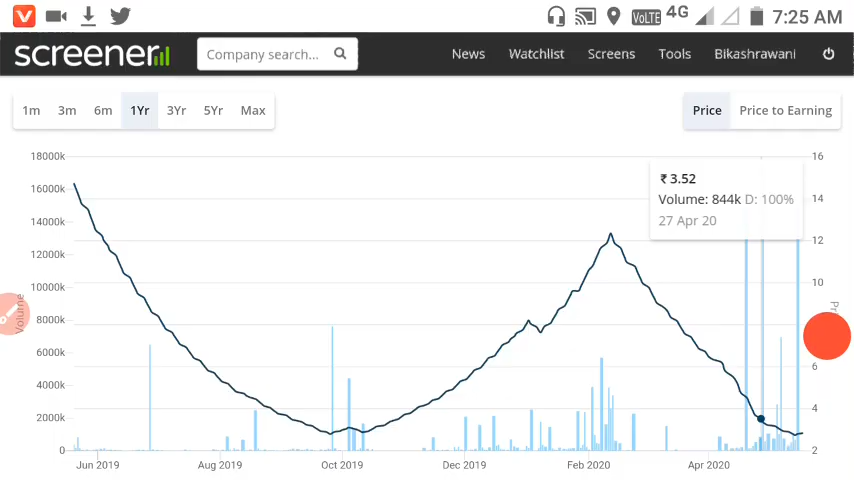 VoLTE 4G 7:25 AM
screener Company search... News Watchlist Screens Tools Bikashrawani
1m 3m 6m 1Yr 3Yr 5Yr Max Price Price to Earning
18000k 16
16000k
14000k 14
12000k 12
10000k 10
8000k
6000k 6
4000k 4
2000k
0 2
Volume
Pr
₹ 3.52
Volume: 844k D: 100%
27 Apr 20
Jun 2019 Aug 2019 Oct 2019 Dec 2019 Feb 2020 Apr 2020